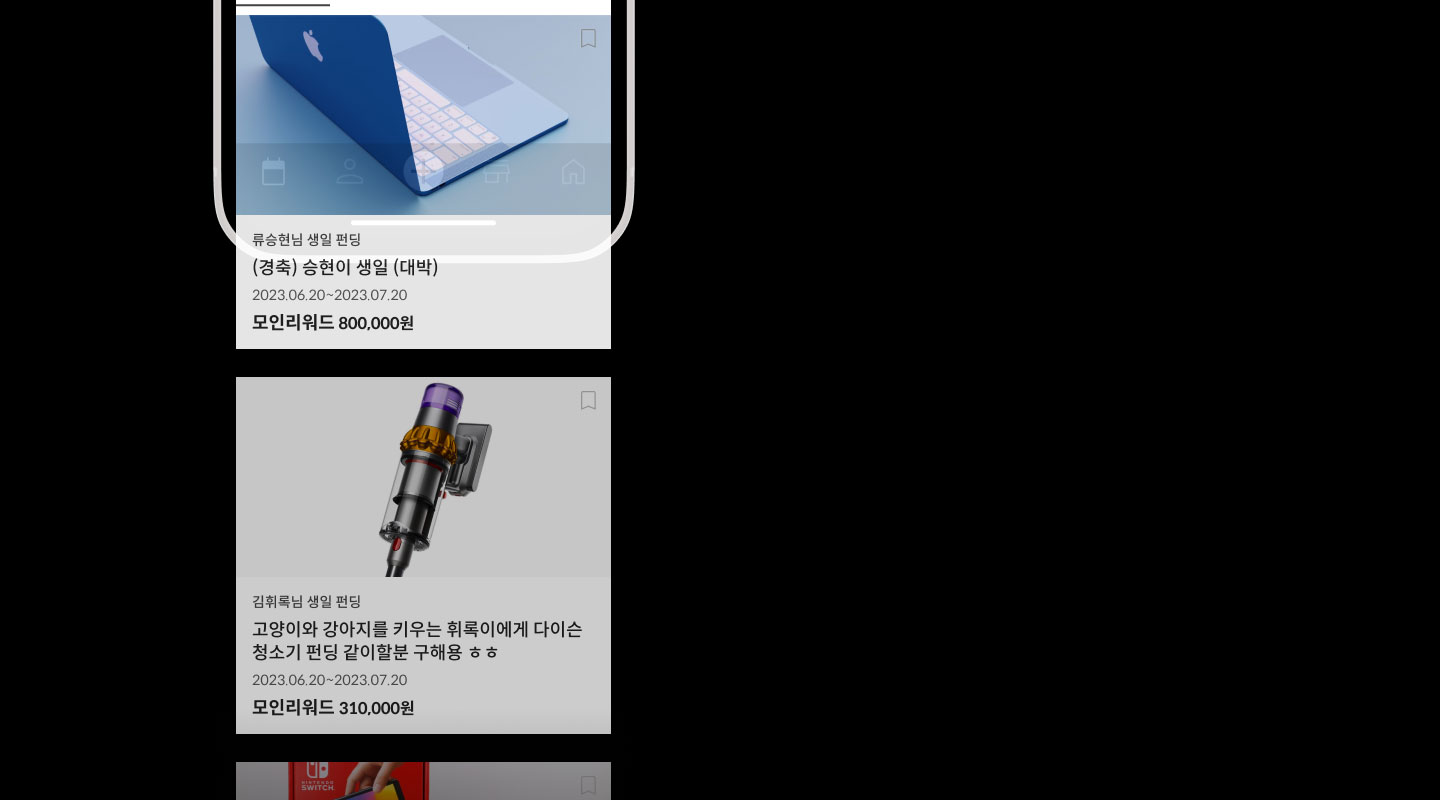 류승현님 생일 펀딩
(경축) 승현이 생일 (대박)
2023.06.20~2023.07.20
모인리워드 800,000원
김휘록님 생일 펀딩
고양이와 강아지를 키우는 휘록이에게 다이슨
청소기 펀딩 같이할분 구해용 ㅎㅎ
2023.06.20~2023.07.20
모인리워드 310,000원
NINTENDO
SWITCH